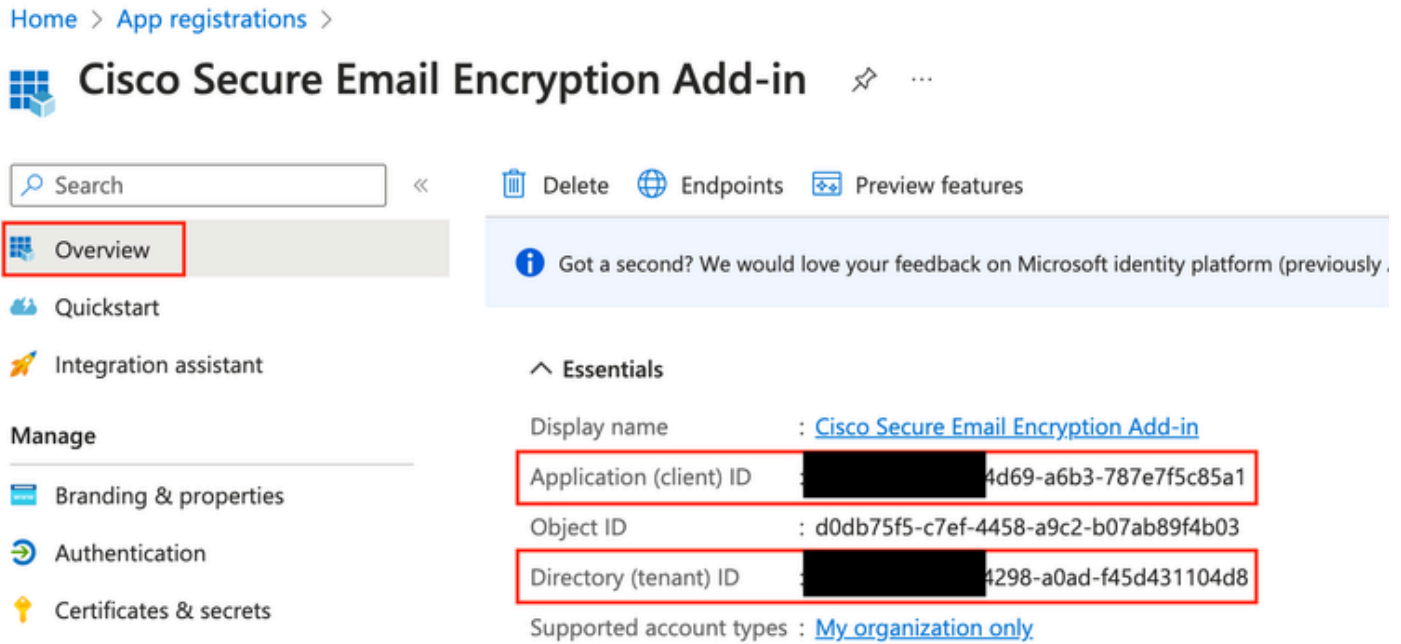 Home > App registrations >
Cisco Secure Email Encryption Add-in ...
Search «
Overview
Quickstart
Integration assistant
Manage
Branding & properties
Authentication
Certificates & secrets
Delete Endpoints Preview features
Got a second? We would love your feedback on Microsoft identity platform (previously
Essentials
Display name : Cisco Secure Email Encryption Add-in
Application (client) ID : 4d69-a6b3-787e7f5c85a1
Object ID : d0db75f5-c7ef-4458-a9c2-b07ab89f4b03
Directory (tenant) ID : 4298-a0ad-f45d431104d8
Supported account types : My organization only